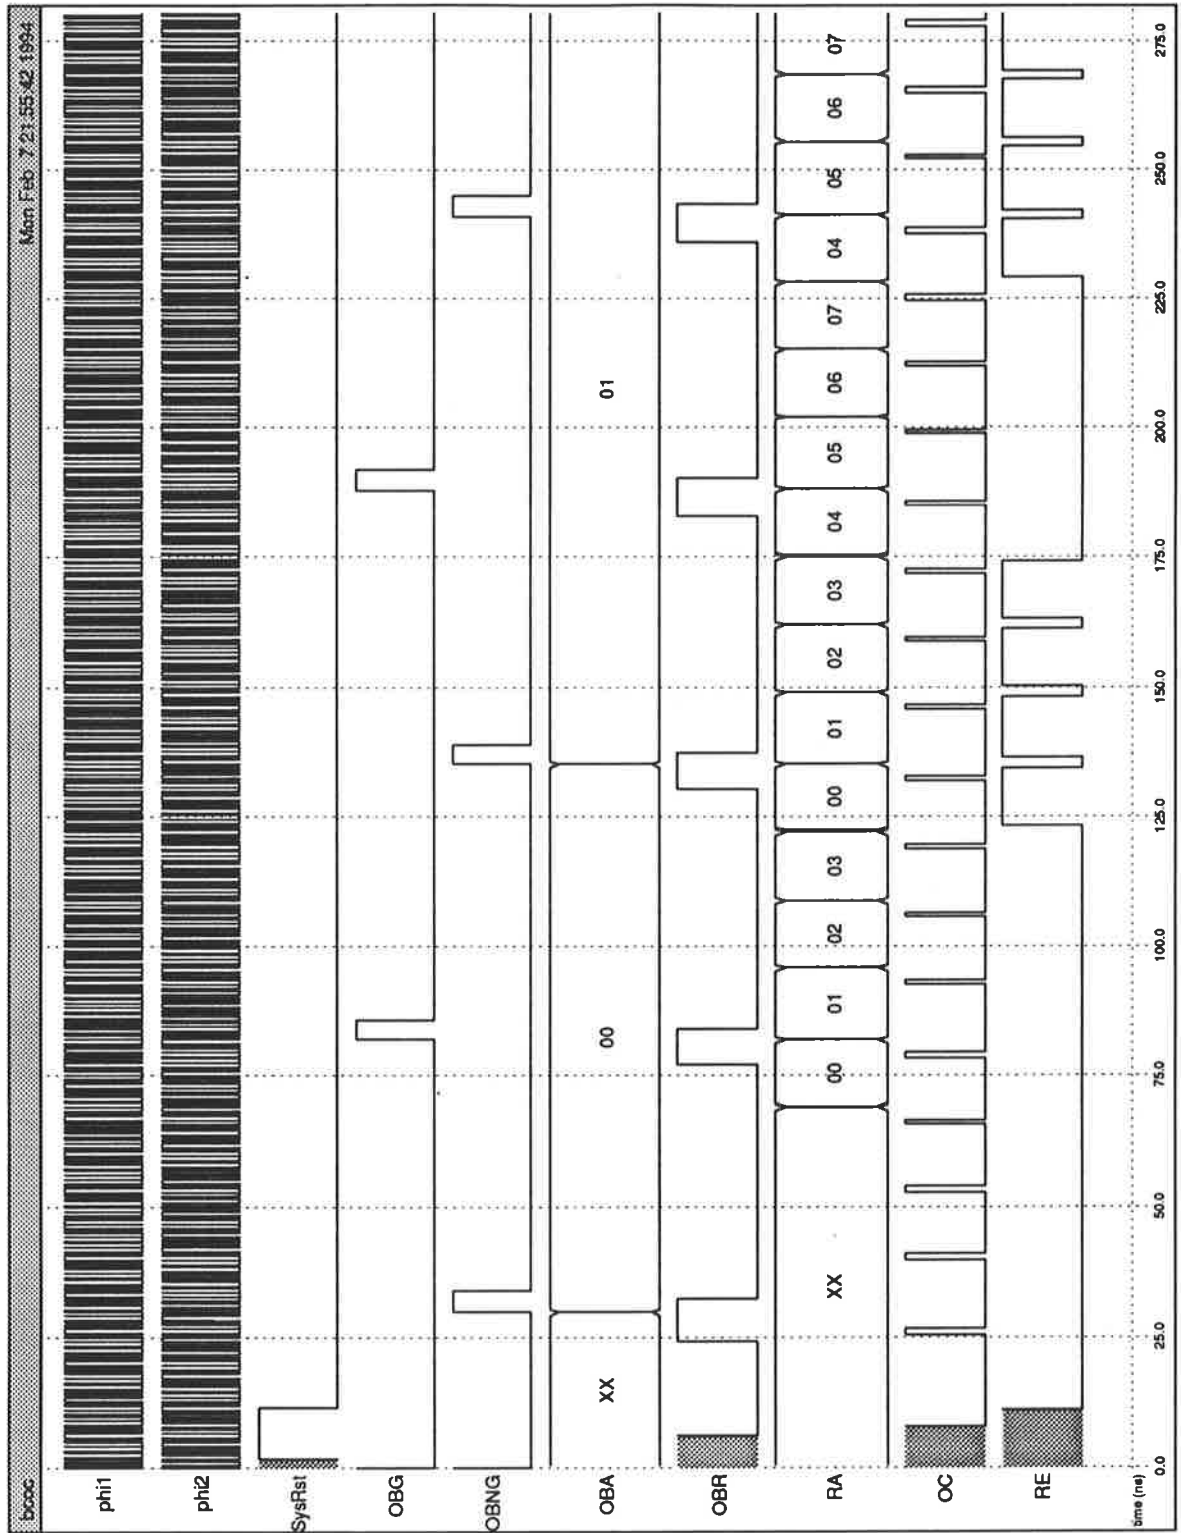 Mon Feb 7 21:55:42 1994
phi1
phi2
SysRst
OBG
OBNG
OBA XX 00 01
OBR
RA XX 00 01 02 03 00 01 02 03 04 05 06 07 04 05 06 07
OC
RE
time (ns) 0.0 25.0 50.0 75.0 100.0 125.0 150.0 175.0 200.0 225.0 250.0 275.0